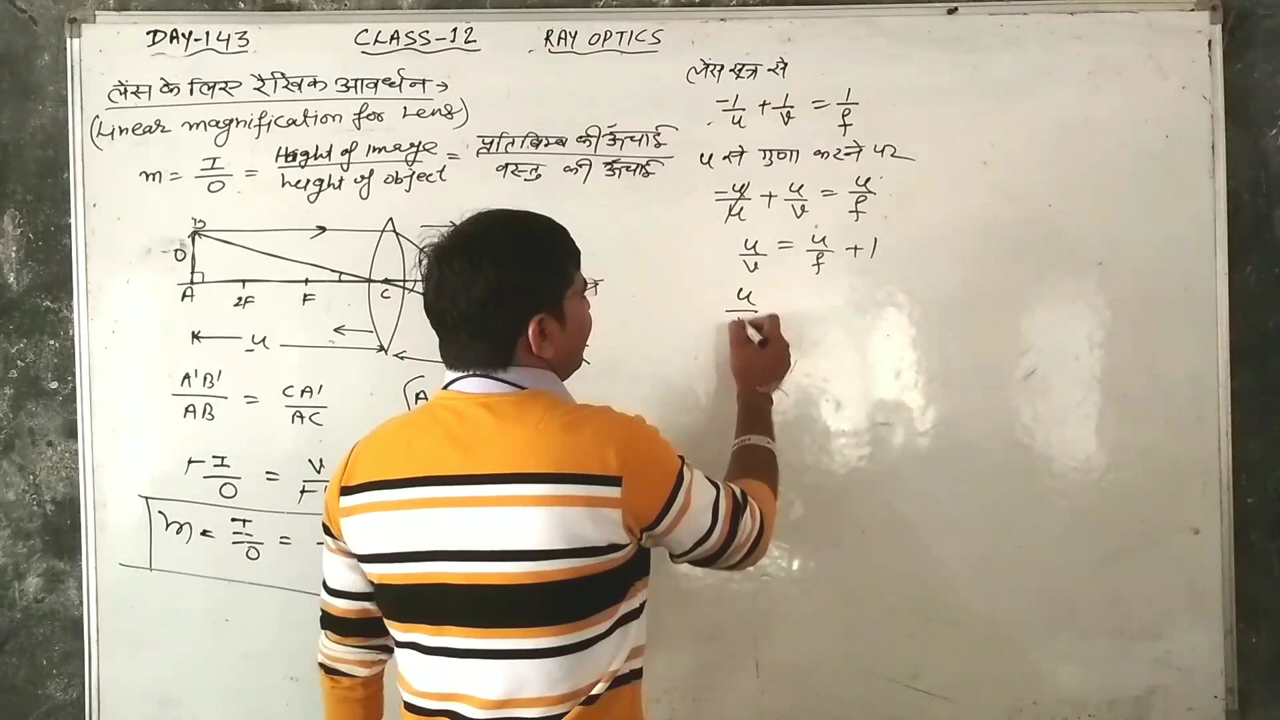 DAY-143 CLASS-12 RAY OPTICS
लेंस के लिए रैखिक आवर्धन →
(Linear magnification for Lens)
m = I/O = Height of image/height of object = प्रतिबिम्ब की ऊँचाई/वस्तु की ऊँचाई
B
-O
A 2F F C
u
A'B'/AB = CA'/AC (A
+I/O = v/
m = I/O = -
लेंस सूत्र से
-1/u + 1/v = 1/f
u से गुणा करने पर
-u/u + u/v = u/f
u/v = u/f + 1
u